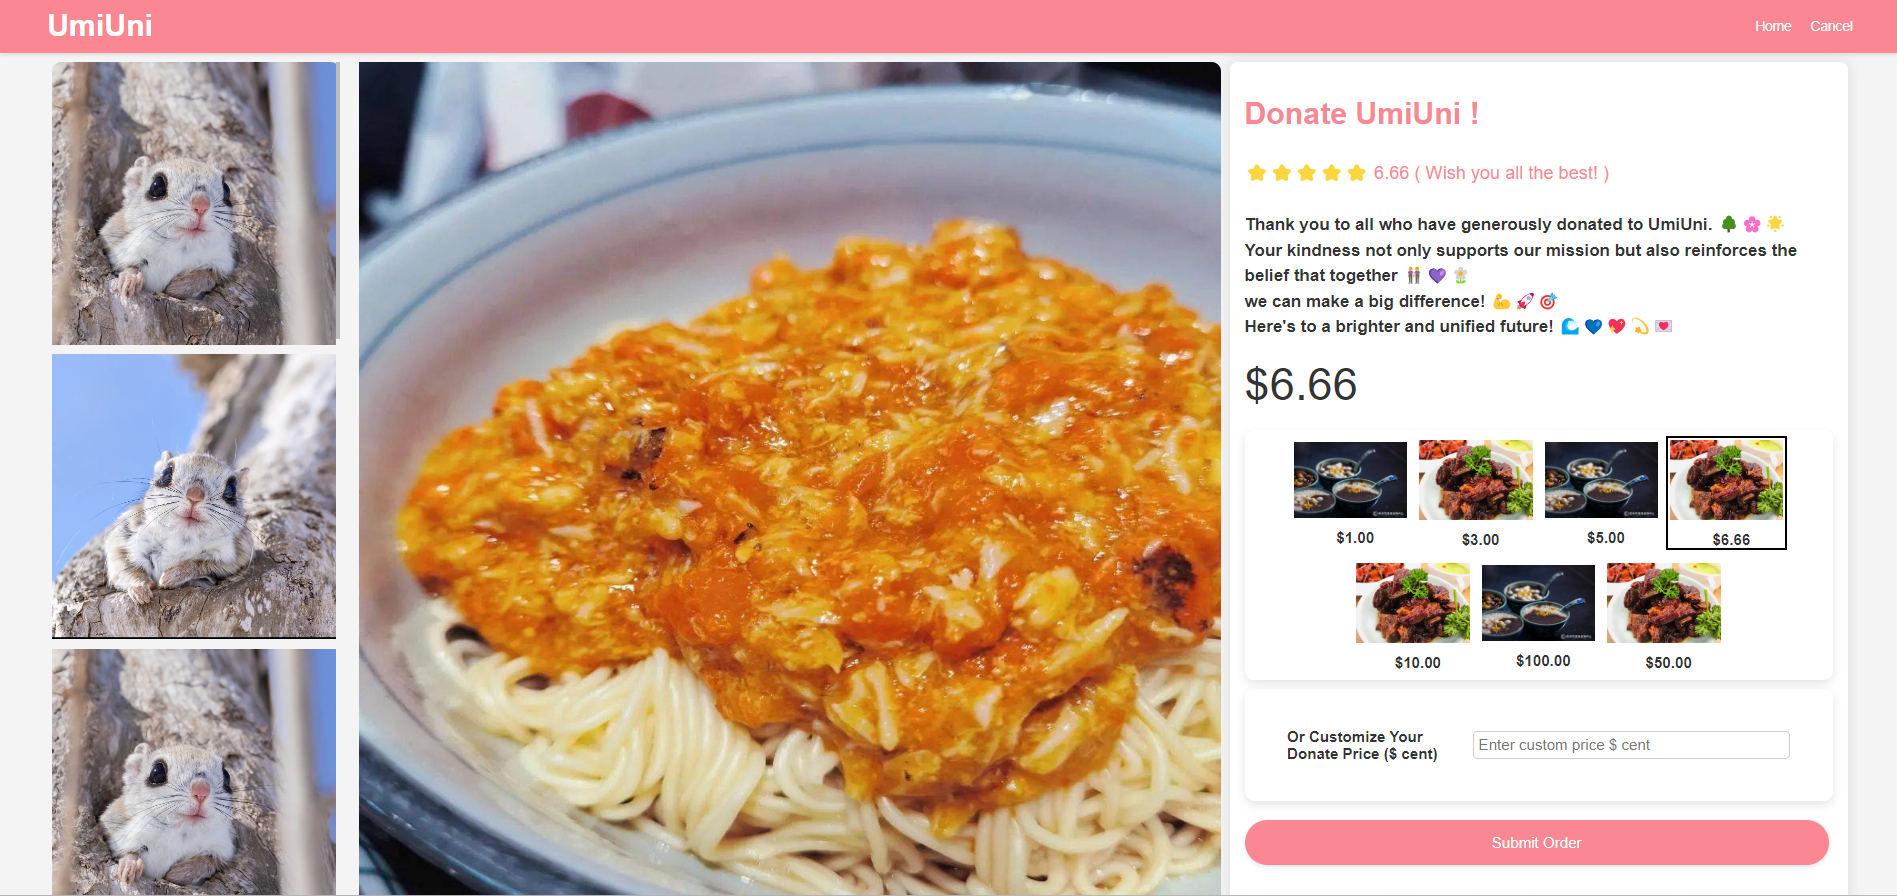 UmiUni
Home
Cancel
Donate UmiUni !
6.66 ( Wish you all the best! )
Thank you to all who have generously donated to UmiUni. 🌳 🌸 🌟
Your kindness not only supports our mission but also reinforces the
belief that together 👭 💜 🌼
we can make a big difference! 💪 🚀 🎯
Here's to a brighter and unified future! 🌊 💙 💖 💫 💌
$6.66
$1.00
$3.00
$5.00
$6.66
$10.00
$100.00
$50.00
Or Customize Your
Donate Price ($ cent)
Enter custom price $ cent
Submit Order